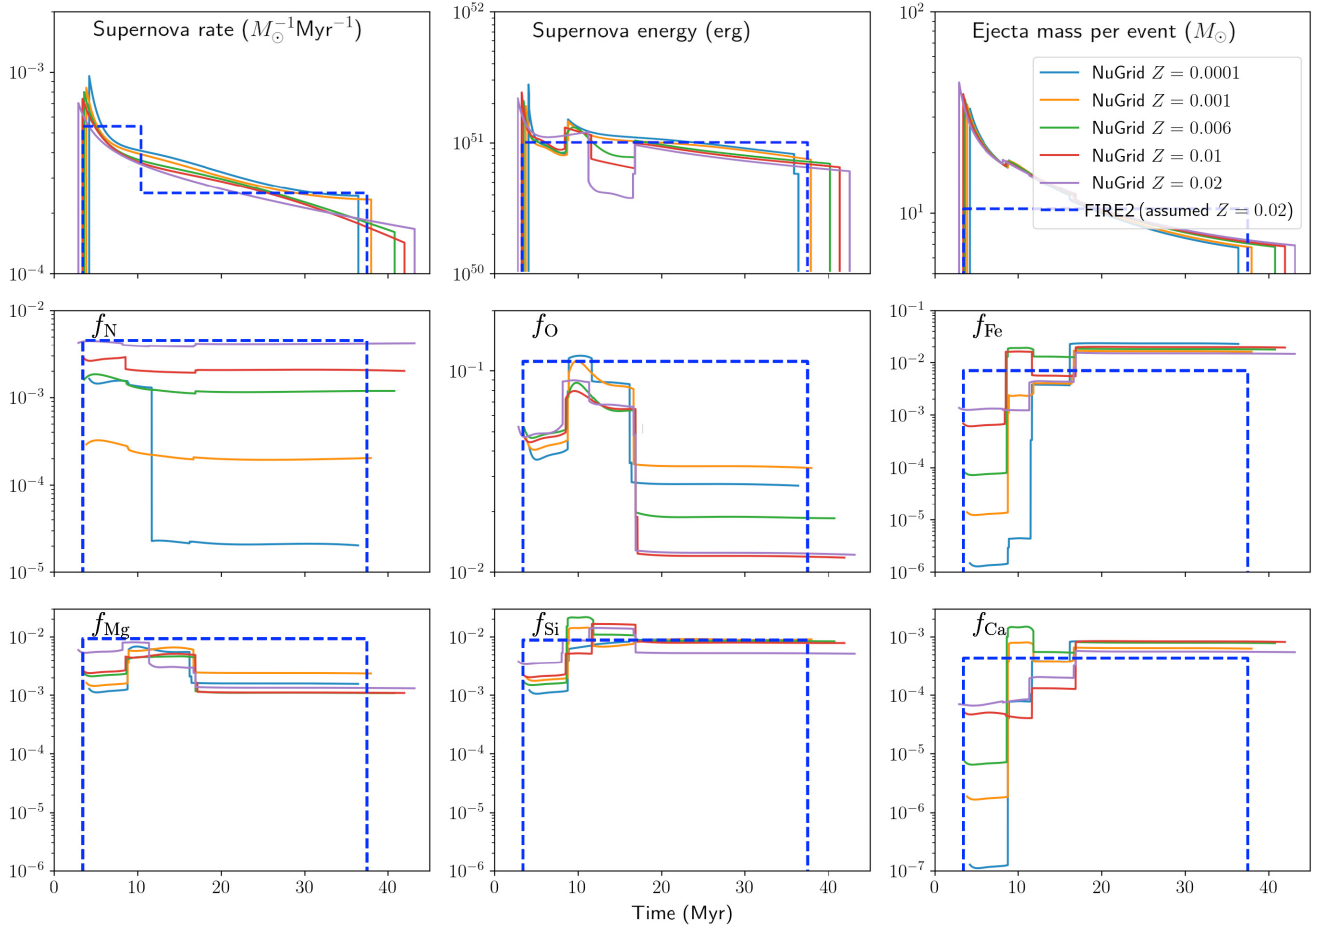 Supernova rate (M⊙⁻¹Myr⁻¹)
10⁻³
10⁻⁴
Supernova energy (erg)
10⁵²
10⁵¹
10⁵⁰
Ejecta mass per event (M⊙)
10²
10¹
NuGrid Z = 0.0001
NuGrid Z = 0.001
NuGrid Z = 0.006
NuGrid Z = 0.01
NuGrid Z = 0.02
FIRE2 (assumed Z = 0.02)
f_N
10⁻²
10⁻³
10⁻⁴
10⁻⁵
f_O
10⁻¹
10⁻²
f_Fe
10⁻¹
10⁻²
10⁻³
10⁻⁴
10⁻⁵
10⁻⁶
f_Mg
10⁻²
10⁻³
10⁻⁴
10⁻⁵
10⁻⁶
0 10 20 30 40
f_Si
10⁻²
10⁻³
10⁻⁴
10⁻⁵
10⁻⁶
0 10 20 30 40
f_Ca
10⁻³
10⁻⁴
10⁻⁵
10⁻⁶
10⁻⁷
0 10 20 30 40
Time (Myr)